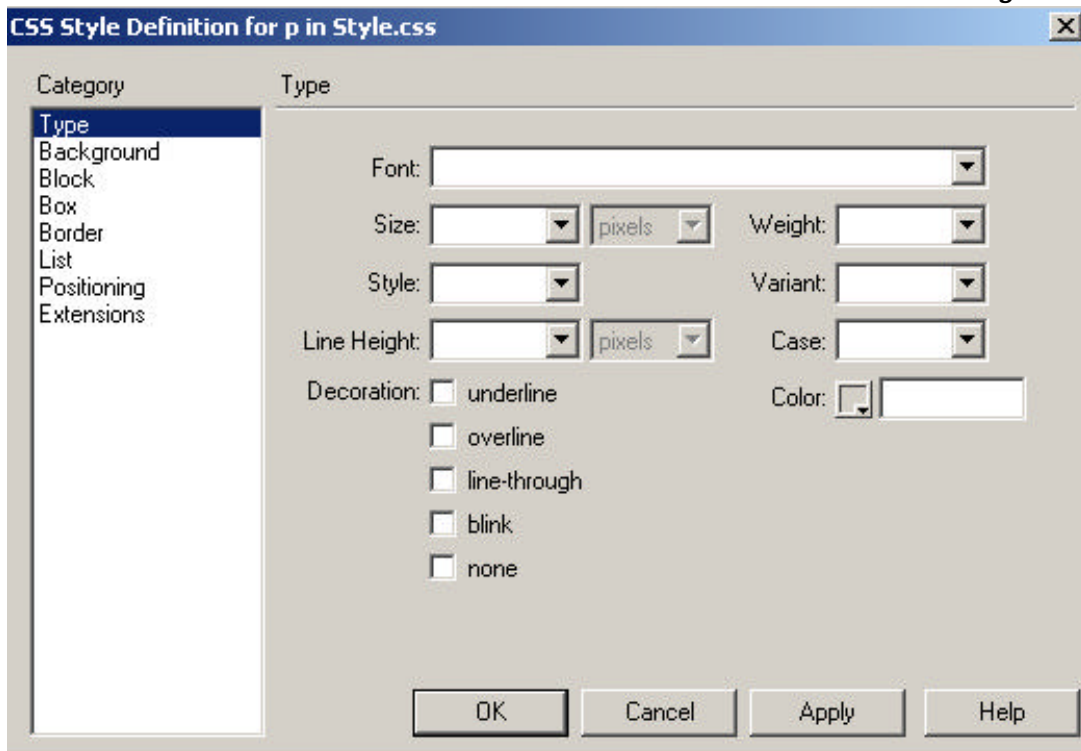 CSS Style Definition for p in Style.css
Category
Type
Type
Background
Block
Box
Border
List
Positioning
Extensions
Font:
Size: pixels Weight:
Style: Variant:
Line Height: pixels Case:
Decoration: underline Color:
overline
line-through
blink
none
OK Cancel Apply Help